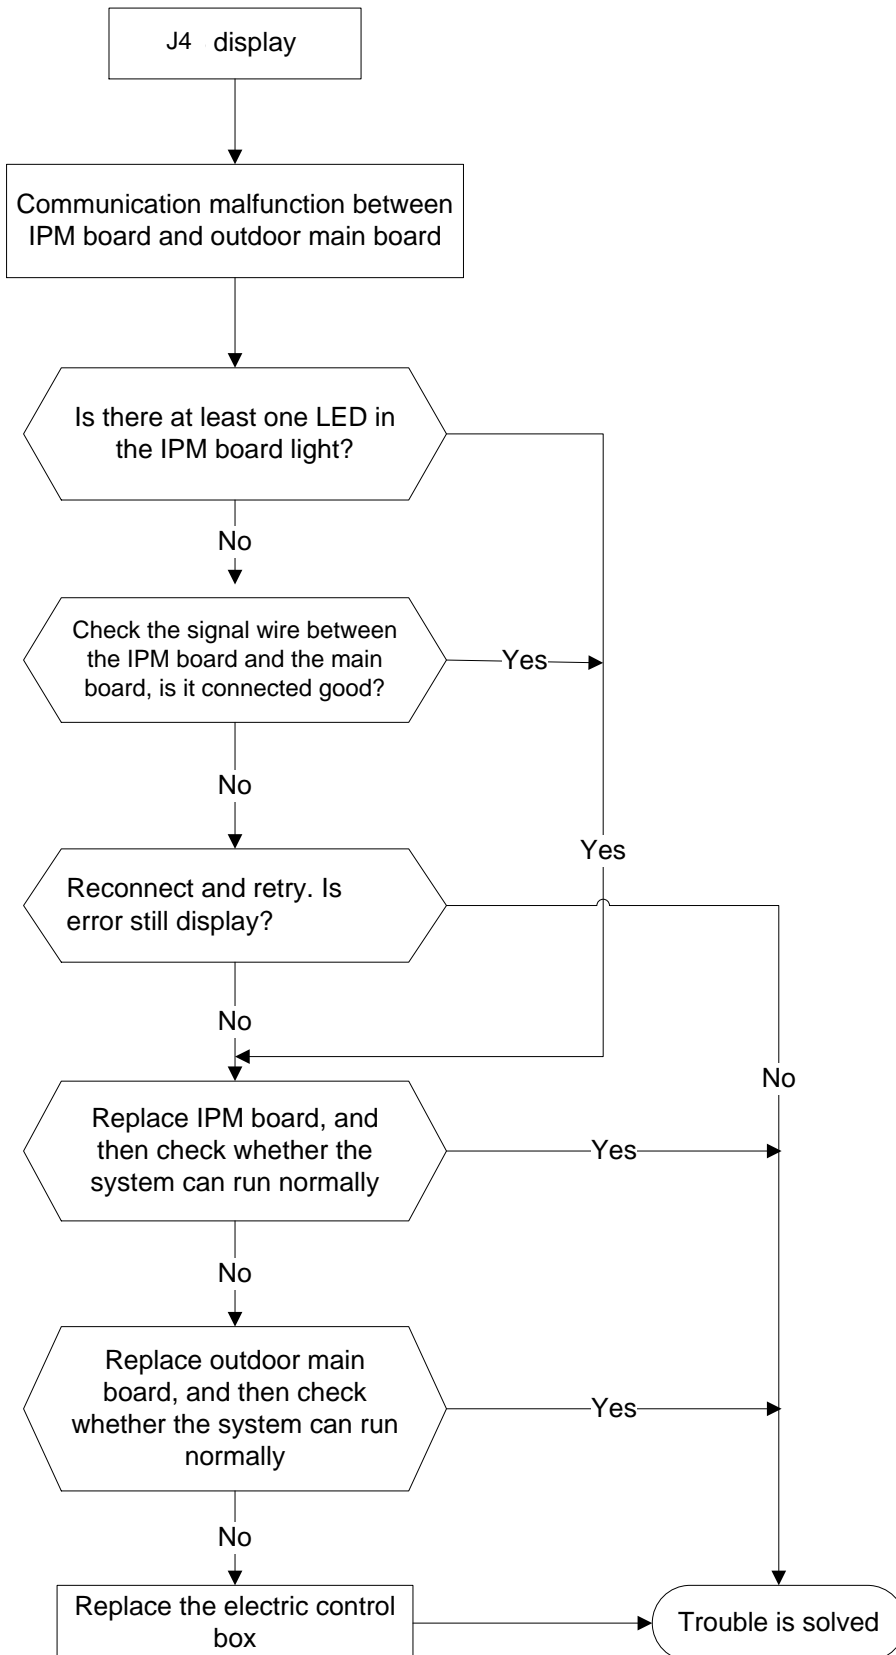 J4 display
Communication malfunction between
IPM board and outdoor main board
Is there at least one LED in
the IPM board light?
No
Check the signal wire between
the IPM board and the main
board, is it connected good?
Yes
No
Yes
Reconnect and retry. Is
error still display?
No
No
Replace IPM board, and
then check whether the
system can run normally
Yes
No
Replace outdoor main
board, and then check
whether the system can run
normally
Yes
No
Replace the electric control
box
Trouble is solved